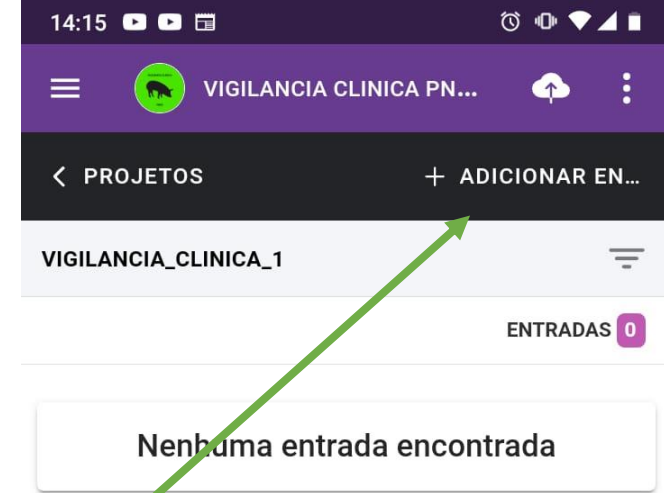 14:15
VIGILANCIA CLINICA PN...
PROJETOS
+ ADICIONAR EN...
VIGILANCIA_CLINICA_1
ENTRADAS 0
Nenhuma entrada encontrada